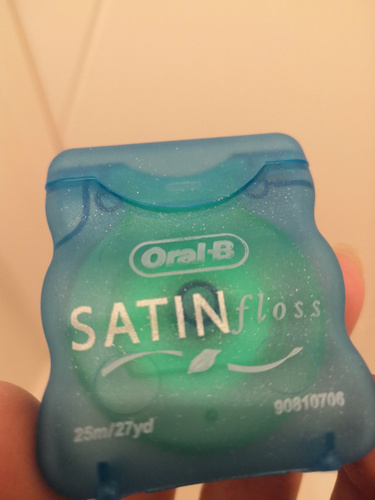 Oral-B
SATINfloss
90810706
25m/27yd